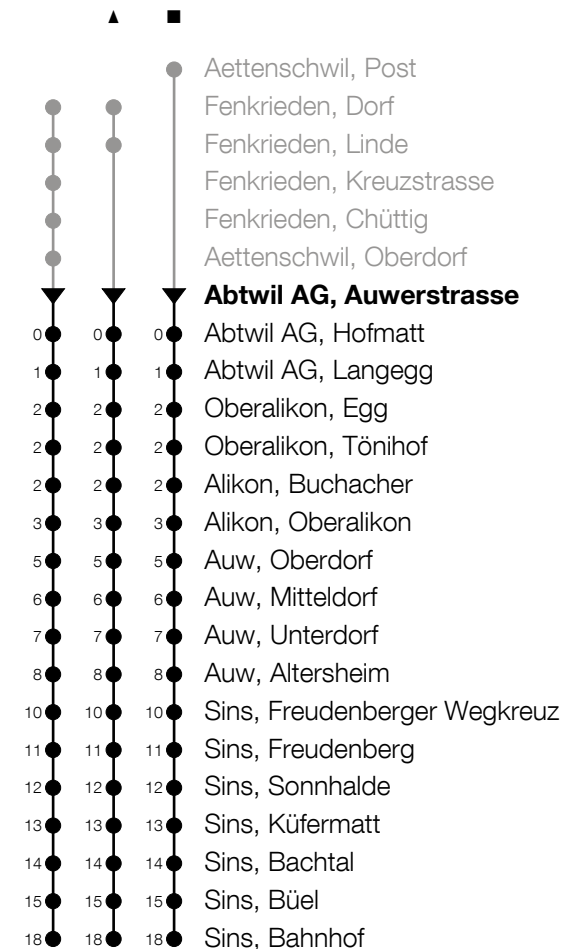 ▲ ■
Aettenschwil, Post
Fenkrieden, Dorf
Fenkrieden, Linde
Fenkrieden, Kreuzstrasse
Fenkrieden, Chüttig
Aettenschwil, Oberdorf
Abtwil AG, Auwerstrasse
0 0 0 Abtwil AG, Hofmatt
1 1 1 Abtwil AG, Langegg
2 2 2 Oberalikon, Egg
2 2 2 Oberalikon, Tönihof
2 2 2 Alikon, Buchacher
3 3 3 Alikon, Oberalikon
5 5 5 Auw, Oberdorf
6 6 6 Auw, Mitteldorf
7 7 7 Auw, Unterdorf
8 8 8 Auw, Altersheim
10 10 10 Sins, Freudenberger Wegkreuz
11 11 11 Sins, Freudenberg
12 12 12 Sins, Sonnhalde
13 13 13 Sins, Küfermatt
14 14 14 Sins, Bachtal
15 15 15 Sins, Büel
18 18 18 Sins, Bahnhof